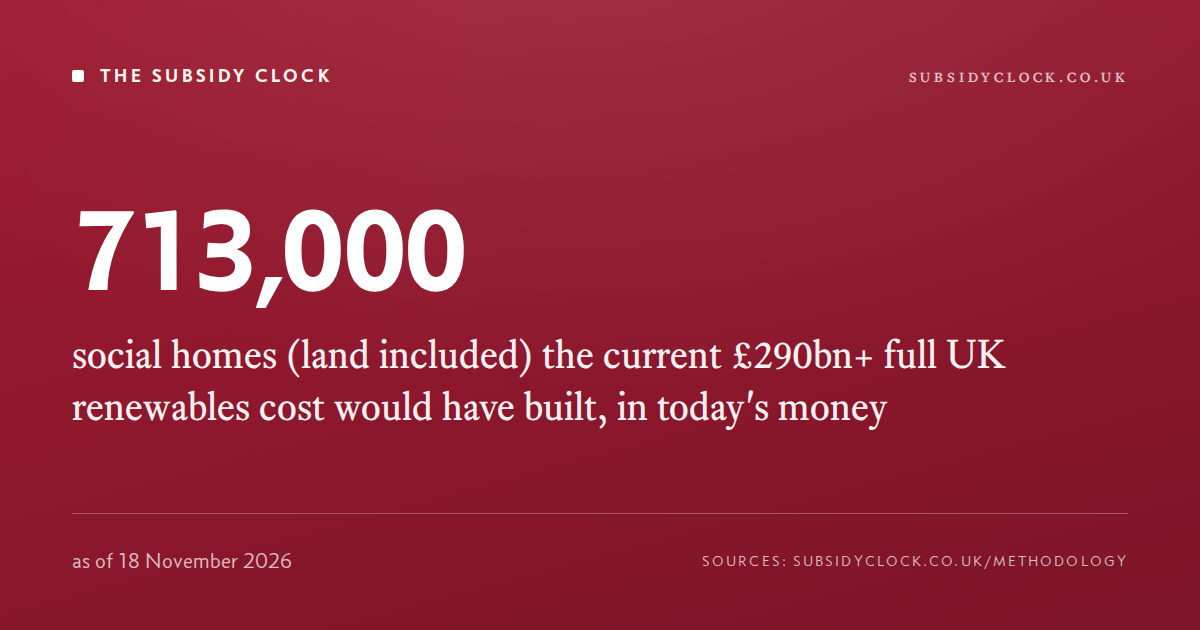 THE SUBSIDY CLOCK
SUBSIDYCLOCK.CO.UK
713,000
social homes (land included) the current £290bn+ full UK
renewables cost would have built, in today's money
as of 18 November 2026
SOURCES: SUBSIDYCLOCK.CO.UK/METHODOLOGY